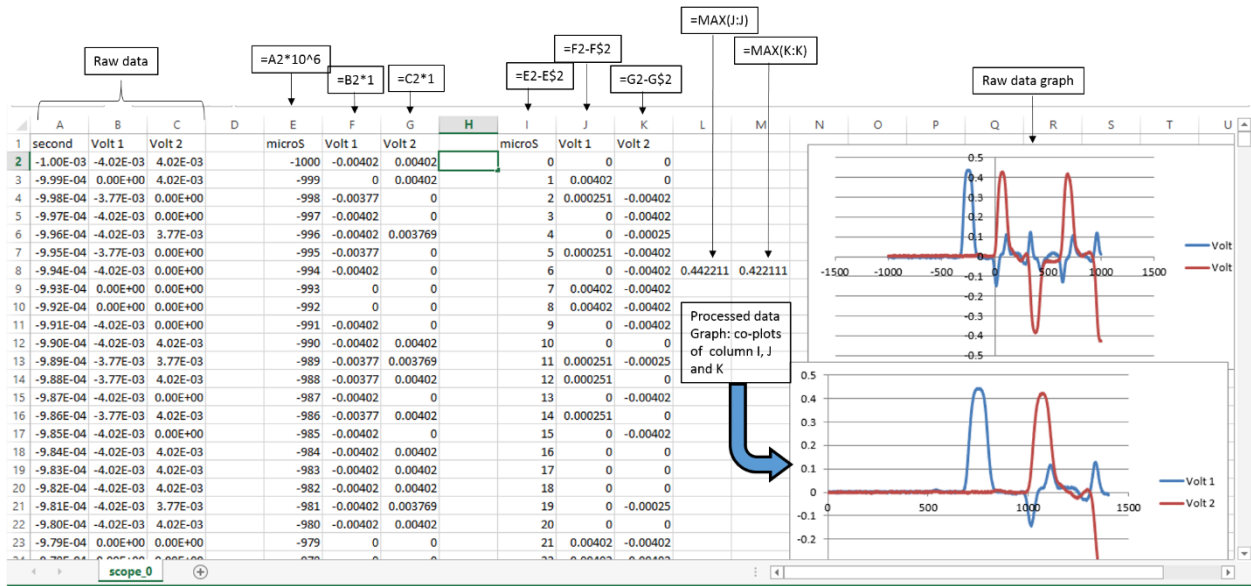 =MAX(J:J)
=MAX(K:K)
=F2-F$2
Raw data
=A2*10^6
=B2*1
=C2*1
=E2-E$2
=G2-G$2
Raw data graph
A B C D E F G H I J K L M N O P Q R S T U
1 second Volt 1 Volt 2 microS Volt 1 Volt 2 microS Volt 1 Volt 2
2 -1.00E-03 -4.02E-03 4.02E-03 -1000 -0.00402 0.00402 0 0 0
3 -9.99E-04 0.00E+00 4.02E-03 -999 0 0.00402 1 0.00402 0
4 -9.98E-04 -3.77E-03 0.00E+00 -998 -0.00377 0 2 0.000251 -0.00402
5 -9.97E-04 -4.02E-03 0.00E+00 -997 -0.00402 0 3 0 -0.00402
6 -9.96E-04 -4.02E-03 3.77E-03 -996 -0.00402 0.003769 4 0 -0.00025
7 -9.95E-04 -3.77E-03 0.00E+00 -995 -0.00377 0 5 0.000251 -0.00402
8 -9.94E-04 -4.02E-03 0.00E+00 -994 -0.00402 0 6 0 -0.00402 0.442211 0.422111
9 -9.93E-04 0.00E+00 0.00E+00 -993 0 0 7 0.00402 -0.00402
10 -9.92E-04 0.00E+00 0.00E+00 -992 0 0 8 0.00402 -0.00402
11 -9.91E-04 -4.02E-03 0.00E+00 -991 -0.00402 0 9 0 -0.00402
12 -9.90E-04 -4.02E-03 4.02E-03 -990 -0.00402 0.00402 10 0 0
13 -9.89E-04 -3.77E-03 3.77E-03 -989 -0.00377 0.003769 11 0.000251 -0.00025
14 -9.88E-04 -3.77E-03 4.02E-03 -988 -0.00377 0.00402 12 0.000251 0
15 -9.87E-04 -4.02E-03 0.00E+00 -987 -0.00402 0 13 0 -0.00402
16 -9.86E-04 -3.77E-03 4.02E-03 -986 -0.00377 0.00402 14 0.000251 0
17 -9.85E-04 -4.02E-03 0.00E+00 -985 -0.00402 0 15 0 -0.00402
18 -9.84E-04 -4.02E-03 4.02E-03 -984 -0.00402 0.00402 16 0 0
19 -9.83E-04 -4.02E-03 4.02E-03 -983 -0.00402 0.00402 17 0 0
20 -9.82E-04 -4.02E-03 4.02E-03 -982 -0.00402 0.00402 18 0 0
21 -9.81E-04 -4.02E-03 3.77E-03 -981 -0.00402 0.003769 19 0 -0.00025
22 -9.80E-04 -4.02E-03 4.02E-03 -980 -0.00402 0.00402 20 0 0
23 -9.79E-04 0.00E+00 0.00E+00 -979 0 0 21 0.00402 -0.00402
0.5
0.4
0.3
0.2
0.1
0
-1500 -1000 -500 0 500 1000 1500
-0.1
-0.2
-0.3
-0.4
-0.5
Volt
Volt
Processed data
Graph: co-plots
of column I, J
and K
0.5
0.4
0.3
0.2
0.1
0
0 500 1000 1500
-0.1
-0.2
Volt 1
Volt 2
scope_0